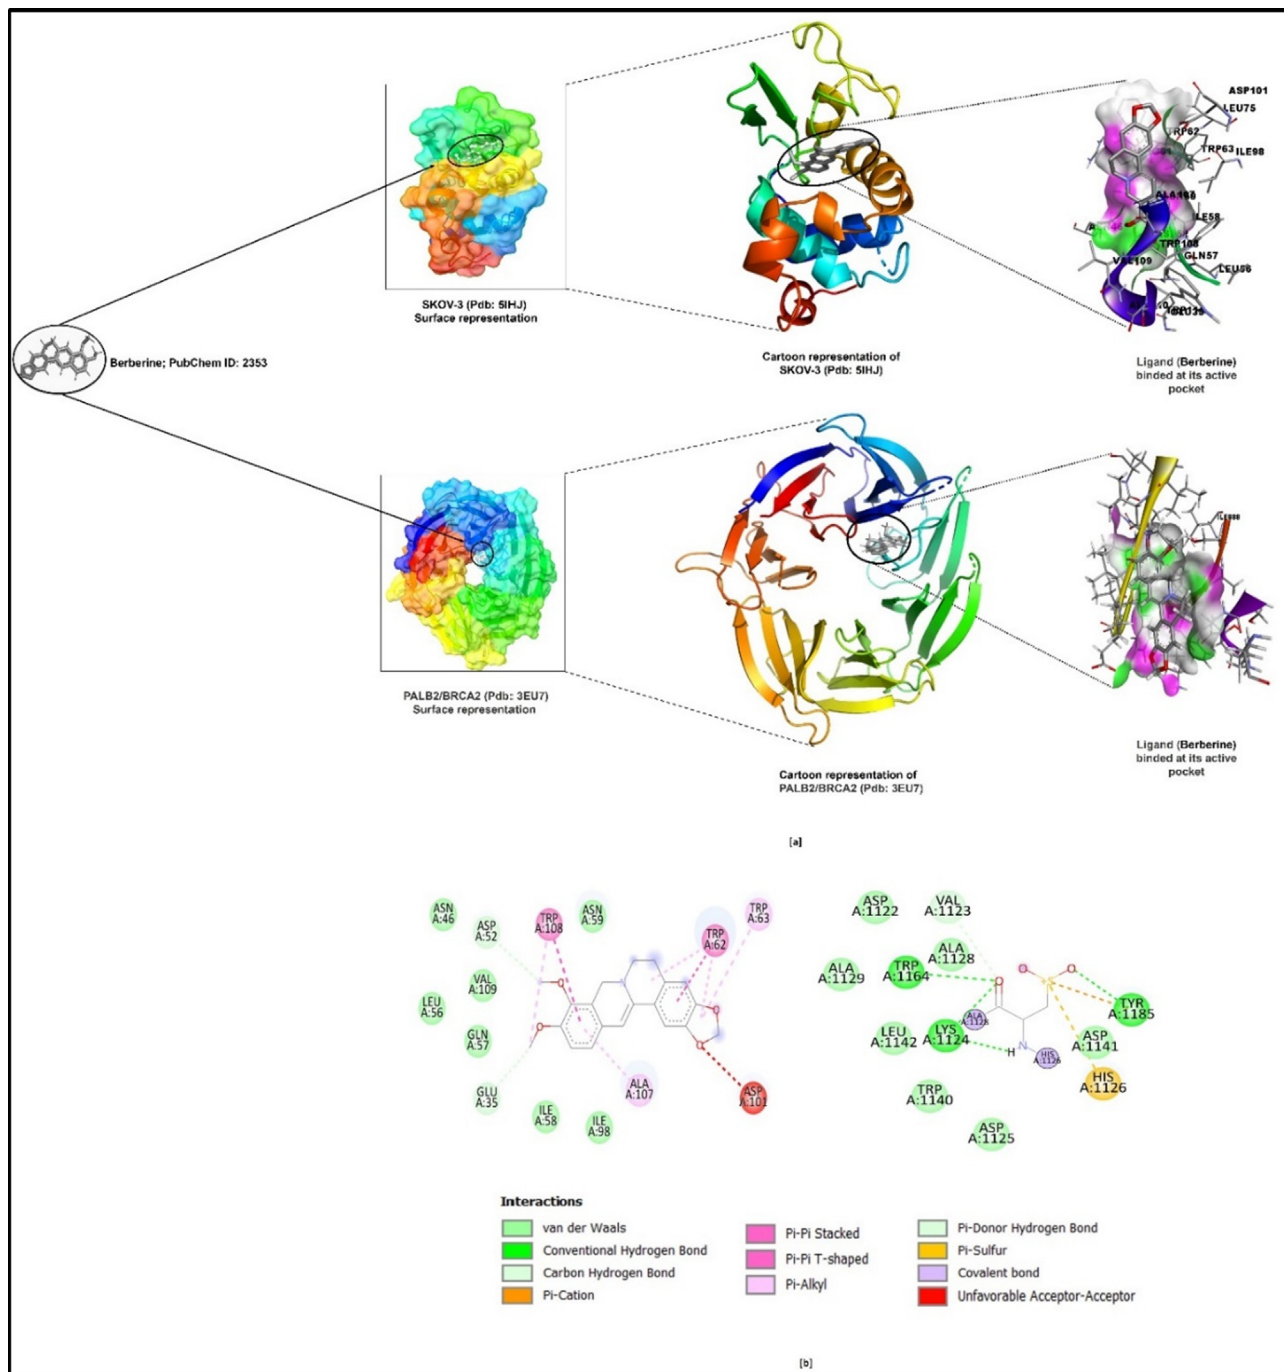 ASP101
LEU75
TRP62
TRP63
ILE98
TRP108
GLN57
VAL109
LEU56
SKOV-3 (Pdb: 5IHJ)
Surface representation
Cartoon representation of
SKOV-3 (Pdb: 5IHJ)
Ligand (Berberine)
binded at its active
pocket
Berberine; PubChem ID: 2353
PALB2/BRCA2 (Pdb: 3EU7)
Surface representation
Cartoon representation of
PALB2/BRCA2 (Pdb: 3EU7)
Ligand (Berberine)
binded at its active
pocket
[a]
ASN
A:46
ASP
A:52
TRP
A:108
ASN
A:59
TRP
A:62
TRP
A:63
VAL
A:109
LEU
A:56
GLN
A:57
GLU
A:35
ILE
A:58
ILE
A:98
ALA
A:107
ASP
A:101
ASP
A:1122
VAL
A:1123
ALA
A:1128
ALA
A:1129
TRP
A:1164
TYR
A:1185
LEU
A:1142
LYS
A:1124
ALA
A:1128
H
N
HIS
A:1126
ASP
A:1141
HIS
A:1126
TRP
A:1140
ASP
A:1125
Interactions
van der Waals
Conventional Hydrogen Bond
Carbon Hydrogen Bond
Pi-Cation
Pi-Pi Stacked
Pi-Pi T-shaped
Pi-Alkyl
Pi-Donor Hydrogen Bond
Pi-Sulfur
Covalent bond
Unfavorable Acceptor-Acceptor
[b]